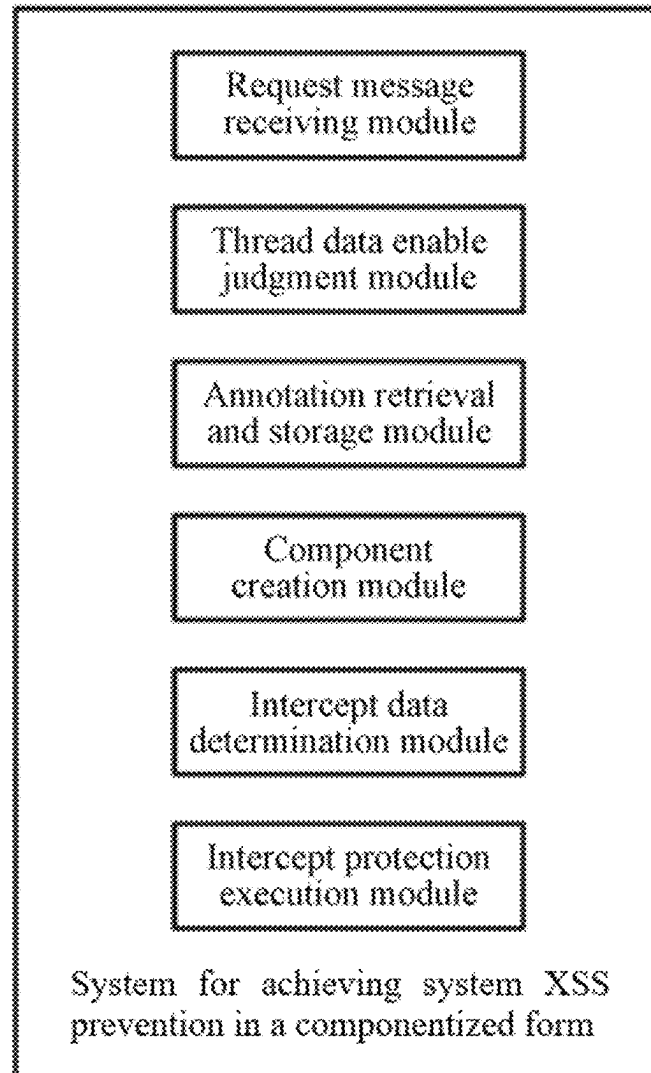 Request message
receiving module
Thread data enable
judgment module
Annotation retrieval
and storage module
Component
creation module
Intercept data
determination module
Intercept protection
execution module
System for achieving system XSS
prevention in a componentized form